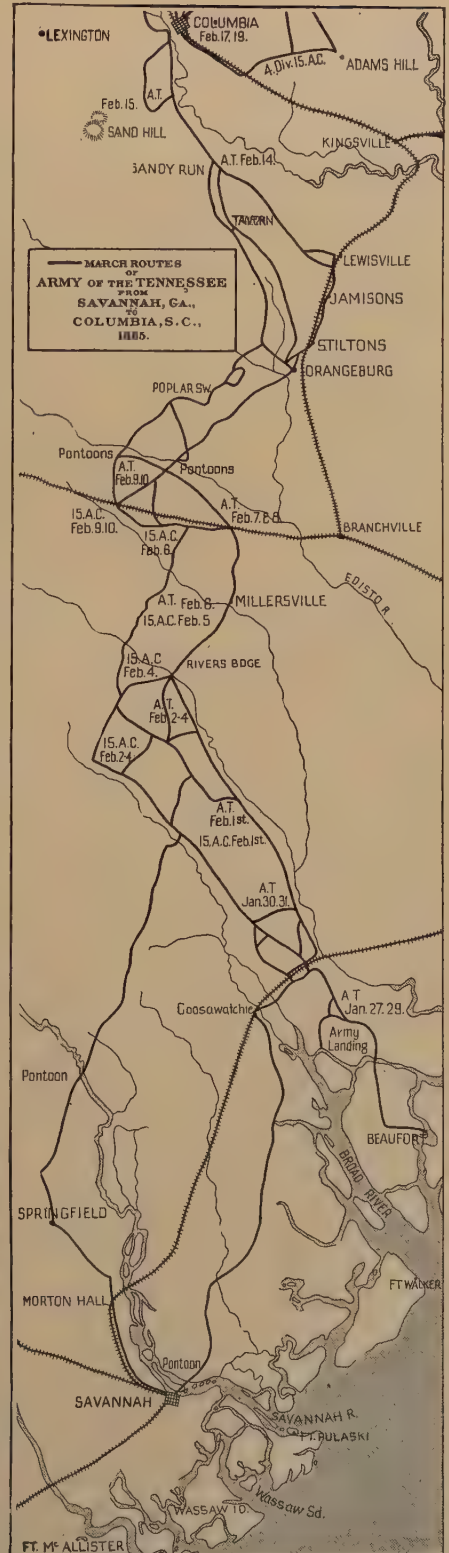 COLUMBIA
Feb. 17, 19.
LEXINGTON
4. Div. 15. A.C.
ADAMS HILL
A.T.
Feb. 15.
SAND HILL
KINGSVILLE
SANDY RUN
A.T. Feb. 14.
TAVERN
LEWISVILLE
MARCH ROUTES
OF
ARMY OF THE TENNESSEE
FROM
SAVANNAH, GA.,
TO
COLUMBIA, S.C.,
1865.
JAMISONS
STILTONS
ORANGEBURG
POPLAR SW.
Pontoons
Pontoons
A.T.
Feb. 9.10
15. A.C.
Feb. 9.10.
A.T.
Feb. 7. & 8.
15. A.C.
Feb. 6.
BRANCHVILLE
EDISTO R.
A.T. Feb. 6.
15. A.C. Feb. 5
MILLERSVILLE
15. A.C
Feb. 4.
RIVERS BDGE
A.T.
Feb. 2-4
15. A.C.
Feb. 2-4.
A.T.
Feb. 1st.
15. A.C. Feb. 1st.
A.T
Jan. 30. 31.
Coosawatchie
A T
Jan. 27. 29.
Army
Landing
Pontoon
BEAUFORT
BROAD RIVER
SPRINGFIELD
FT WALKER
MORTON HALL
Pontoon
SAVANNAH
SAVANNAH R.
FT. PULASKI
Wassaw Sd.
WASSAW ID.
FT. McALLISTER